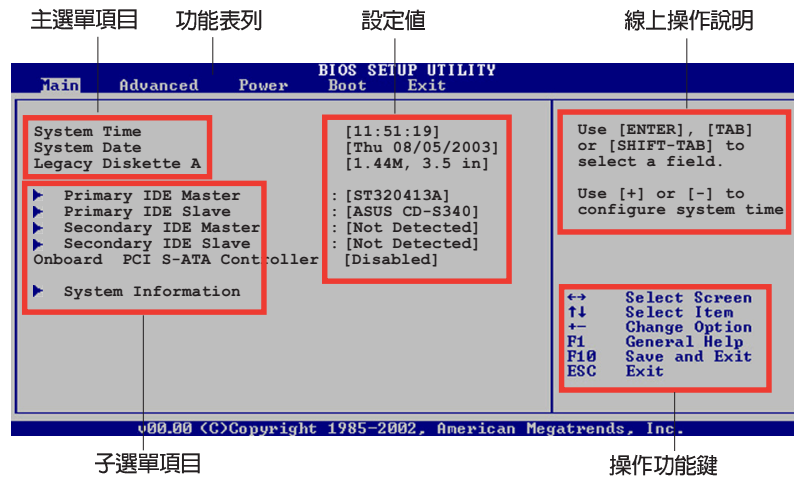 主選單項目 功能表列 設定值 線上操作說明
BIOS SETUP UTILITY
Main Advanced Power Boot Exit
System Time [11:51:19]
System Date [Thu 08/05/2003]
Legacy Diskette A [1.44M, 3.5 in]
Primary IDE Master : [ST320413A]
Primary IDE Slave : [ASUS CD-S340]
Secondary IDE Master : [Not Detected]
Secondary IDE Slave : [Not Detected]
Onboard PCI S-ATA Controller [Disabled]
System Information
Use [ENTER], [TAB]
or [SHIFT-TAB] to
select a field.
Use [+] or [-] to
configure system time
←→ Select Screen
↑↓ Select Item
+- Change Option
F1 General Help
F10 Save and Exit
ESC Exit
v00.00 (C)Copyright 1985-2002, American Megatrends, Inc.
子選單項目 操作功能鍵